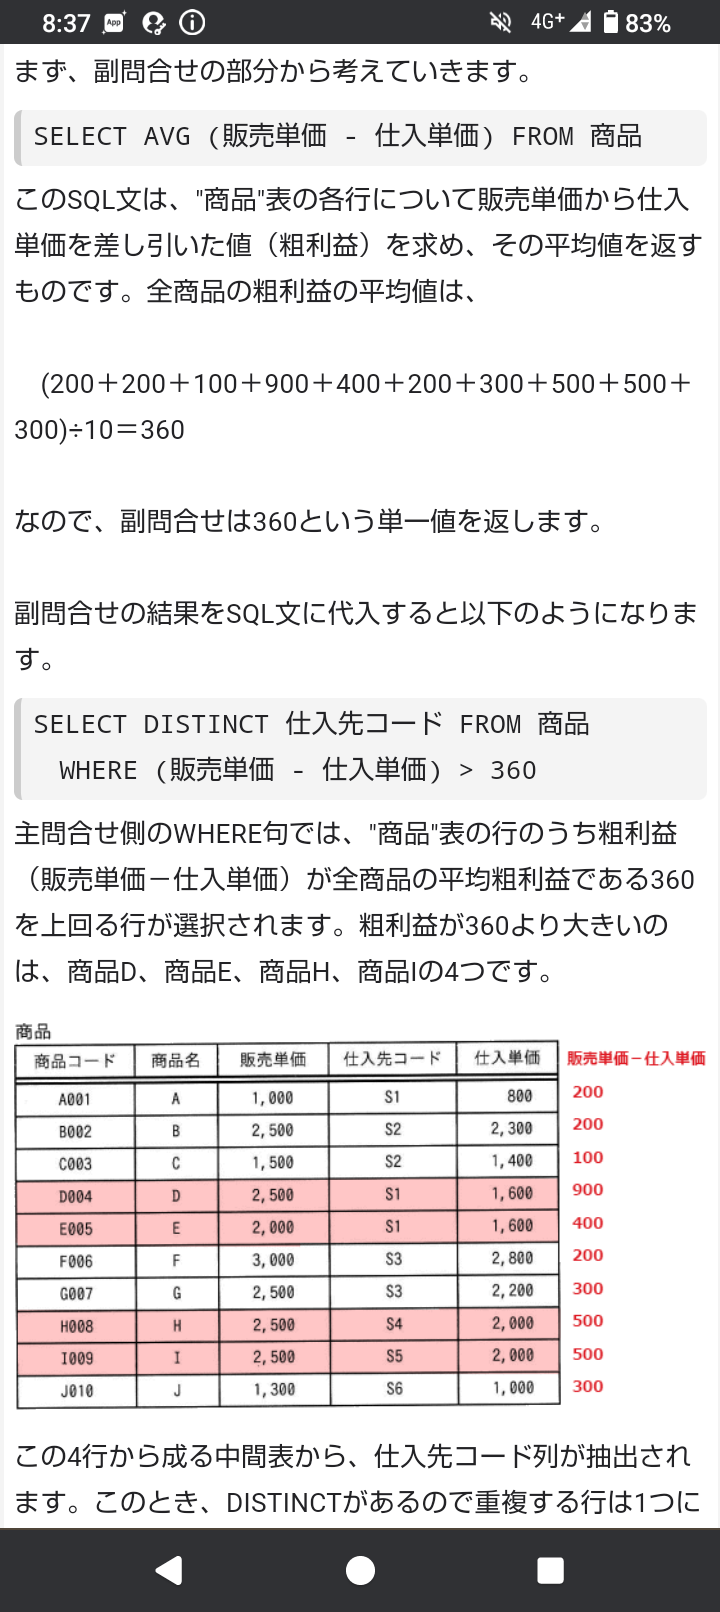 8:37 App 4G+ 83%
まず、副問合せの部分から考えていきます。
SELECT AVG (販売単価 - 仕入単価) FROM 商品
このSQL文は、"商品"表の各行について販売単価から仕入
単価を差し引いた値（粗利益）を求め、その平均値を返す
ものです。全商品の粗利益の平均値は、
(200＋200＋100＋900＋400＋200＋300＋500＋500＋
300)÷10＝360
なので、副問合せは360という単一値を返します。
副問合せの結果をSQL文に代入すると以下のようになりま
す。
SELECT DISTINCT 仕入先コード FROM 商品
WHERE (販売単価 - 仕入単価) > 360
主問合せ側のWHERE句では、"商品"表の行のうち粗利益
（販売単価－仕入単価）が全商品の平均粗利益である360
を上回る行が選択されます。粗利益が360より大きいの
は、商品D、商品E、商品H、商品Iの4つです。
商品
商品コード 商品名 販売単価 仕入先コード 仕入単価 販売単価－仕入単価
A001 A 1,000 S1 800 200
B002 B 2,500 S2 2,300 200
C003 C 1,500 S2 1,400 100
D004 D 2,500 S1 1,600 900
E005 E 2,000 S1 1,600 400
F006 F 3,000 S3 2,800 200
G007 G 2,500 S3 2,200 300
H008 H 2,500 S4 2,000 500
I009 I 2,500 S5 2,000 500
J010 J 1,300 S6 1,000 300
この4行から成る中間表から、仕入先コード列が抽出され
ます。このとき、DISTINCTがあるので重複する行は1つに